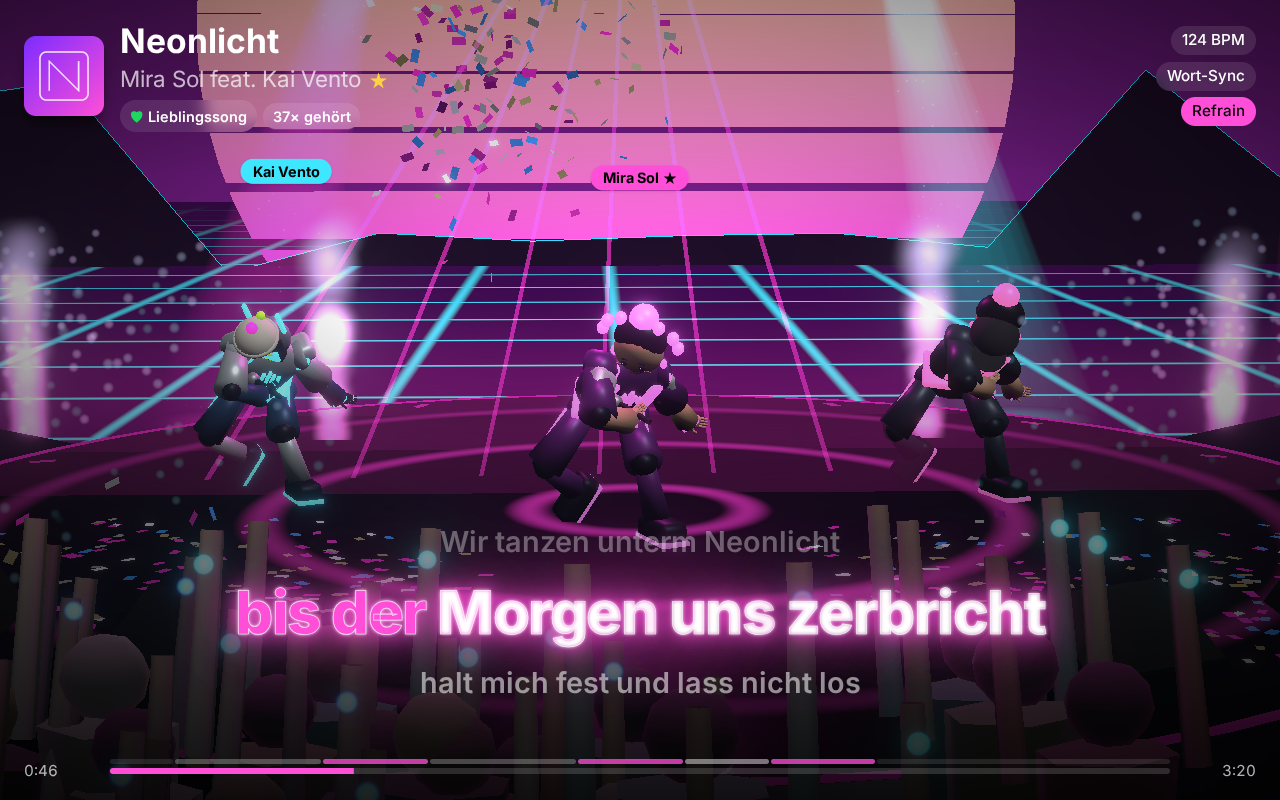 Neonlicht
Mira Sol feat. Kai Vento ★
Lieblingssong
37× gehört
124 BPM
Wort-Sync
Refrain
Kai Vento
Mira Sol ★
Wir tanzen unterm Neonlicht
bis der Morgen uns zerbricht
halt mich fest und lass nicht los
0:46
3:20